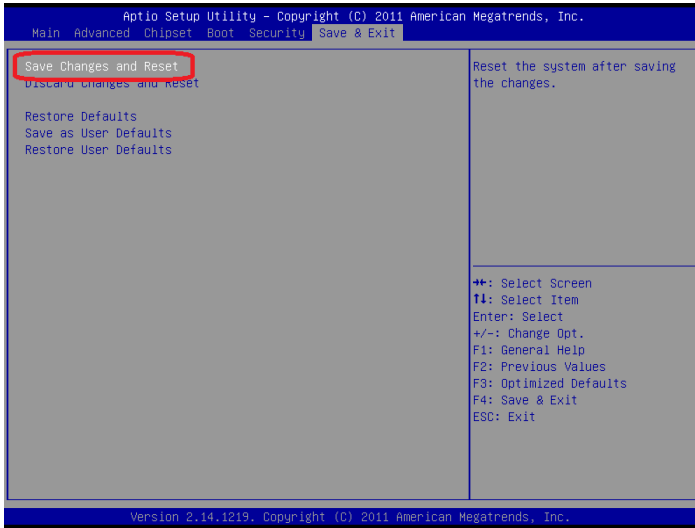 Aptio Setup Utility – Copyright (C) 2011 American Megatrends, Inc.
Main Advanced Chipset Boot Security Save & Exit
Save Changes and Reset
Discard Changes and Reset
Restore Defaults
Save as User Defaults
Restore User Defaults
Reset the system after saving
the changes.
→←: Select Screen
↑↓: Select Item
Enter: Select
+/-: Change Opt.
F1: General Help
F2: Previous Values
F3: Optimized Defaults
F4: Save & Exit
ESC: Exit
Version 2.14.1219. Copyright (C) 2011 American Megatrends, Inc.